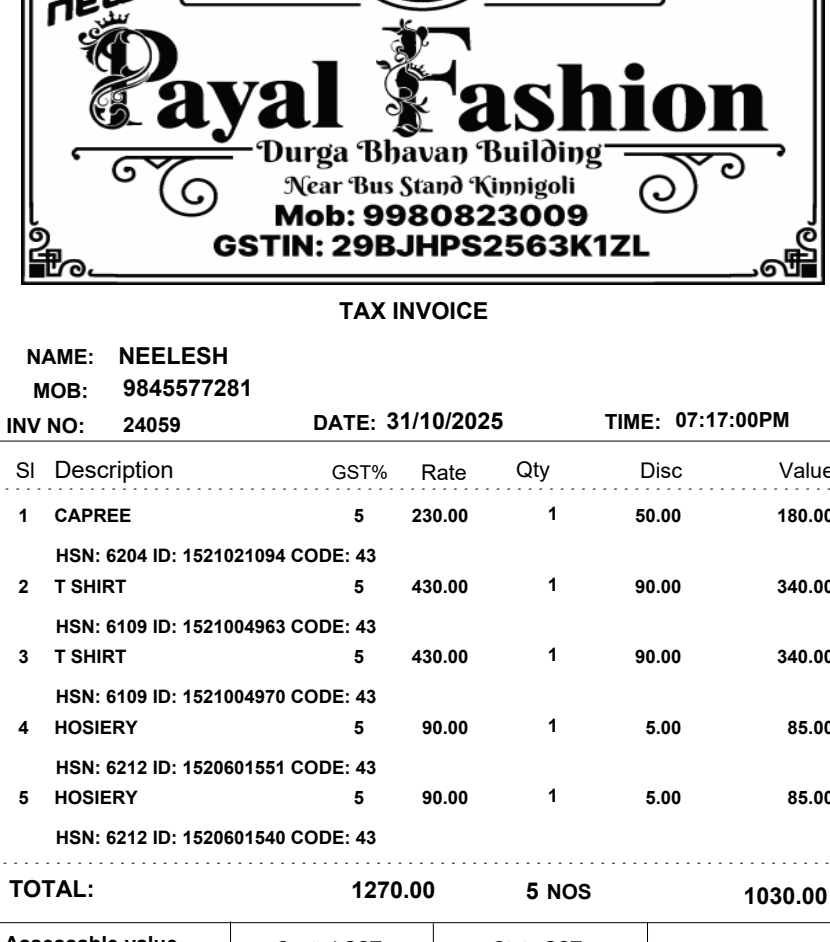 new
Payal Fashion
Durga Bhavan Building
Near Bus Stand Kinnigoli
Mob: 9980823009
GSTIN: 29BJHPS2563K1ZL
TAX INVOICE
NAME: NEELESH
MOB: 9845577281
INV NO: 24059 DATE: 31/10/2025 TIME: 07:17:00PM
Sl Description GST% Rate Qty Disc Value
1 CAPREE 5 230.00 1 50.00 180.00
HSN: 6204 ID: 1521021094 CODE: 43
2 T SHIRT 5 430.00 1 90.00 340.00
HSN: 6109 ID: 1521004963 CODE: 43
3 T SHIRT 5 430.00 1 90.00 340.00
HSN: 6109 ID: 1521004970 CODE: 43
4 HOSIERY 5 90.00 1 5.00 85.00
HSN: 6212 ID: 1520601551 CODE: 43
5 HOSIERY 5 90.00 1 5.00 85.00
HSN: 6212 ID: 1520601540 CODE: 43
TOTAL: 1270.00 5 NOS 1030.00